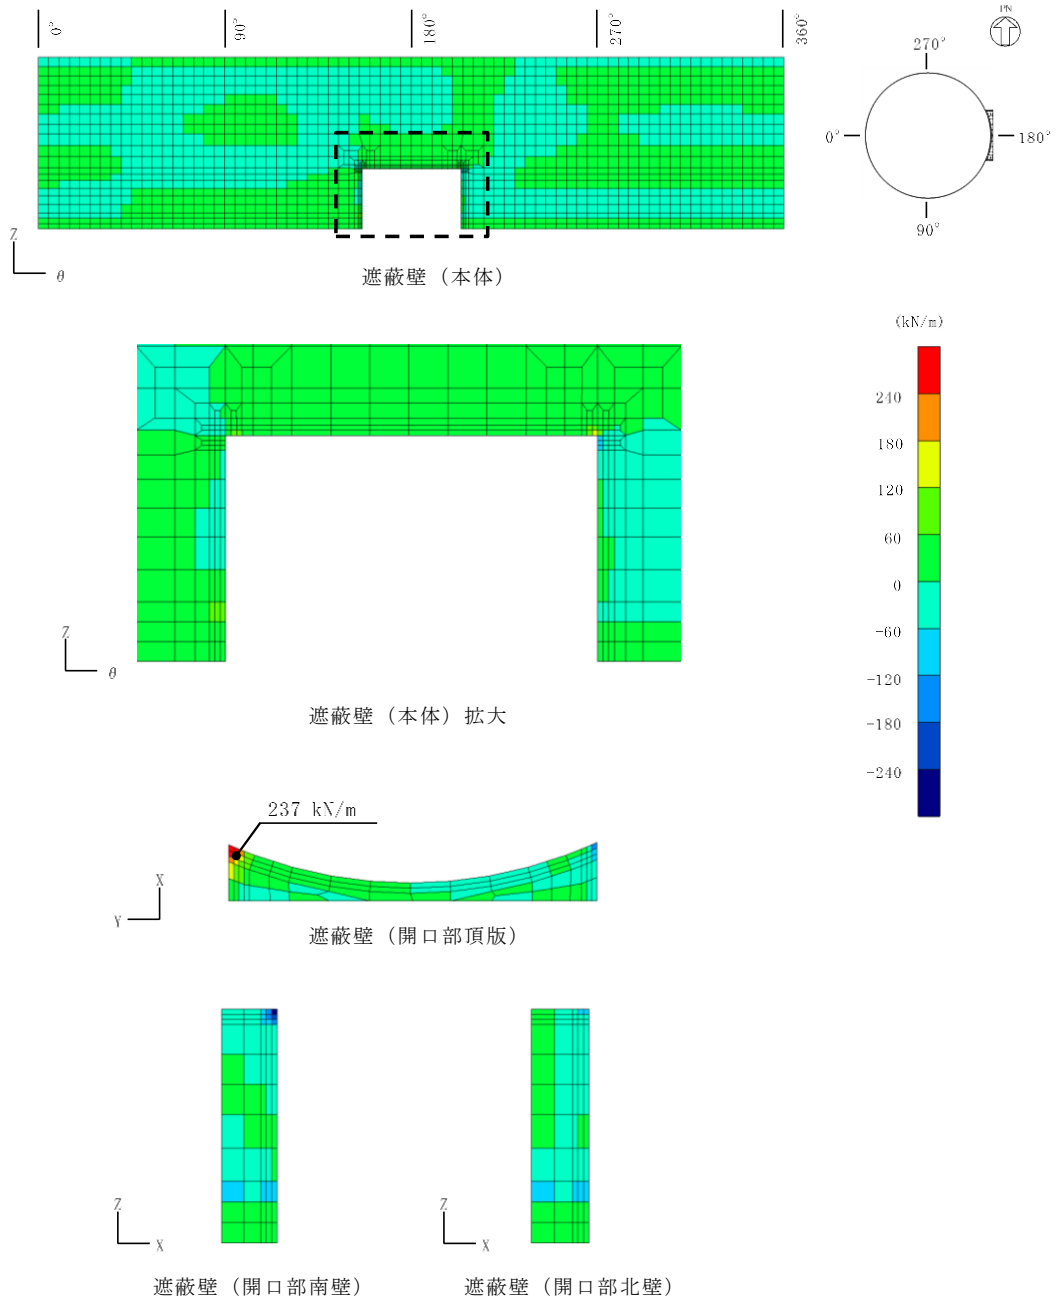 0°
90°
180°
270°
360°
PN
270°
0°
180°
90°
Z
θ
遮蔽壁（本体）
(kN/m)
240
180
120
60
0
-60
-120
-180
-240
Z
θ
遮蔽壁（本体）拡大
237 kN/m
X
Y
遮蔽壁（開口部頂版）
Z
X
Z
X
遮蔽壁（開口部南壁）
遮蔽壁（開口部北壁）